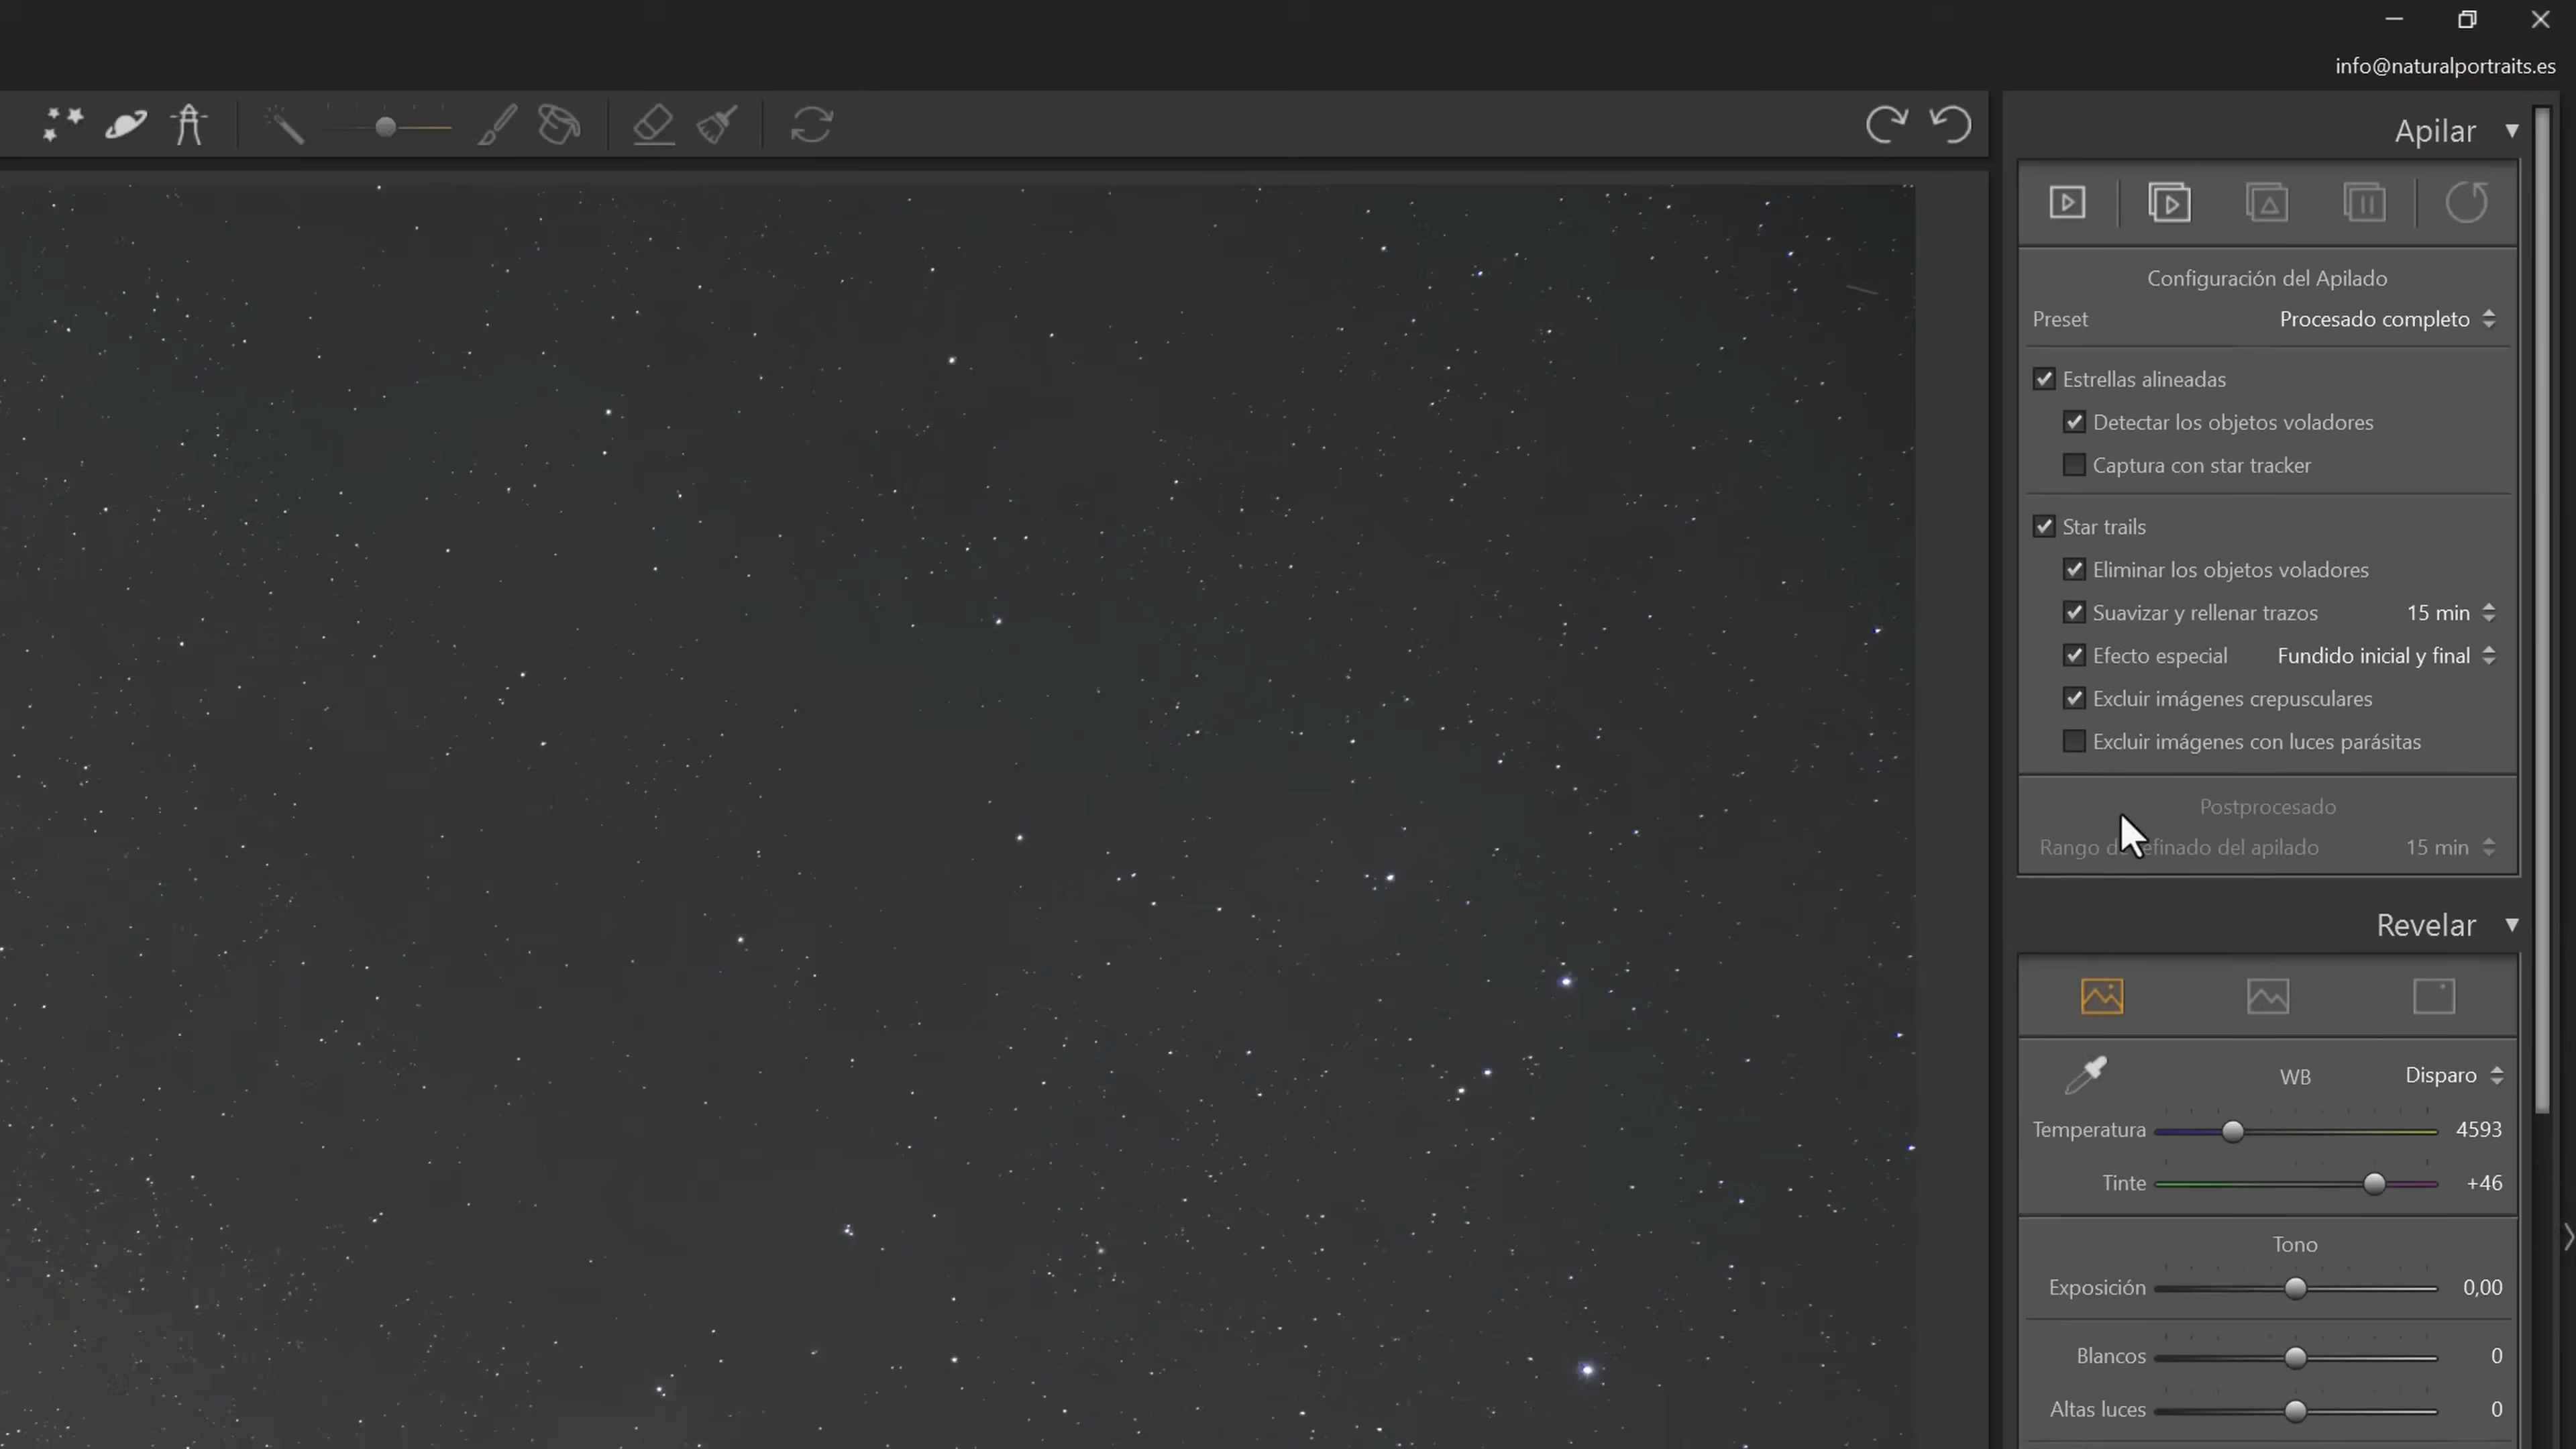 info@naturalportraits.es
Apilar
Configuración del Apilado
Preset Procesado completo
Estrellas alineadas
Detectar los objetos voladores
Captura con star tracker
Star trails
Eliminar los objetos voladores
Suavizar y rellenar trazos 15 min
Efecto especial Fundido inicial y final
Excluir imágenes crepusculares
Excluir imágenes con luces parásitas
Postprocesado
Rango del apilado 15 min
Revelar
WB Disparo
Temperatura 4593
Tinte +46
Tono
Exposición 0,00
Blancos 0
Altas luces 0